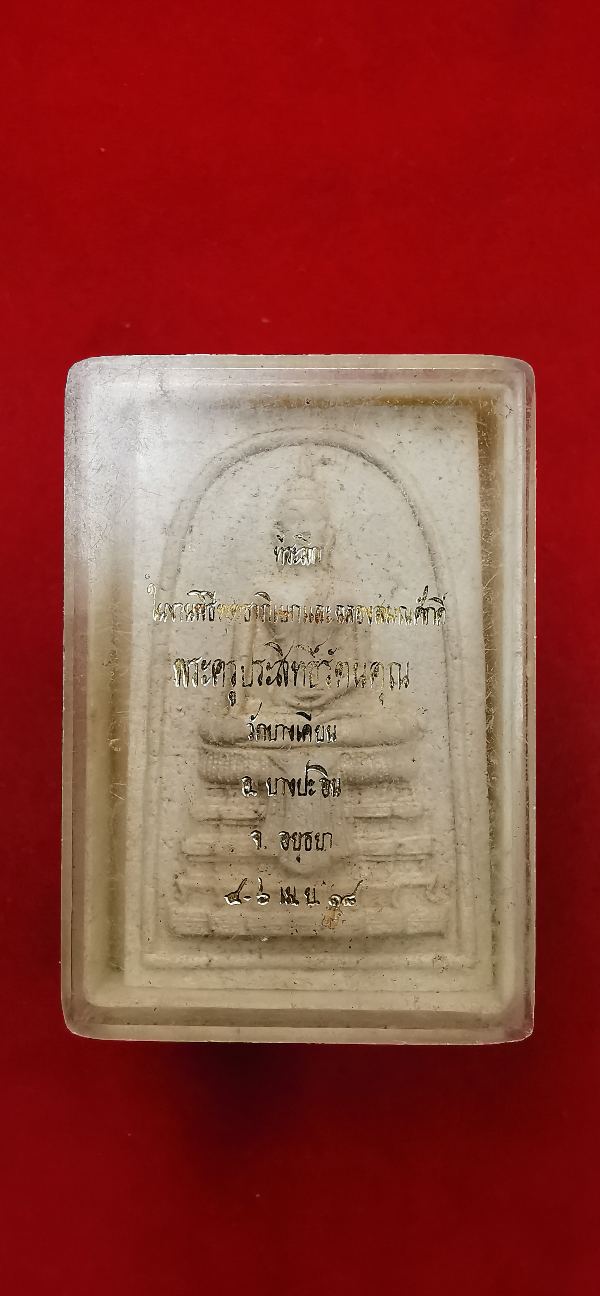 ที่ระลึก
ในงานพิธีพุทธาภิเษกและฉลองสมณศักดิ์
พระครูประสิทธิ์รัตนคุณ
วัดบางเคียน
อ. บางปะอิน
จ. อยุธยา
๔-๖ เม.ย. ๑๘